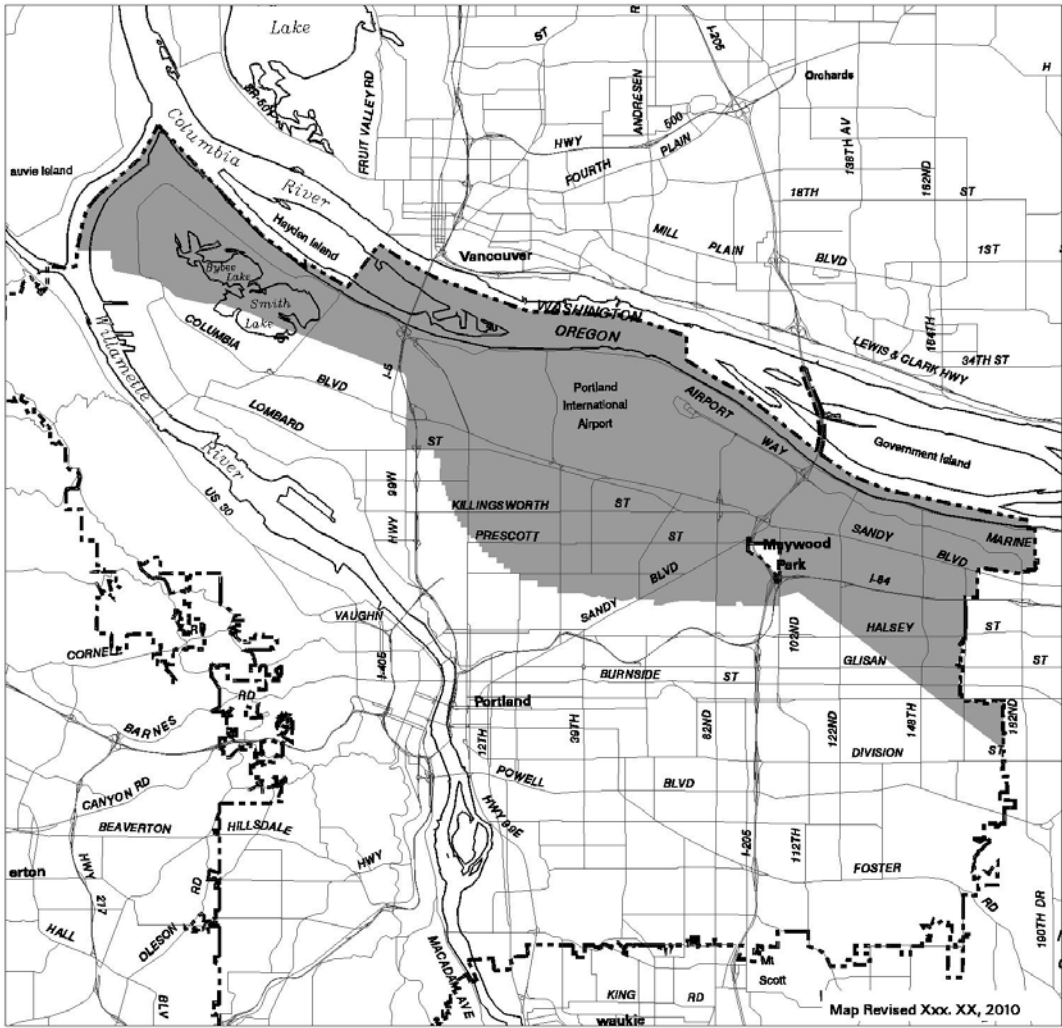 Lake
ST
I-205
Orchards
H
SR-501
FRUIT VALLEY RD
ANDRESEN
500
HWY
FOURTH
PLAIN
138TH AV
162ND
18TH
ST
Columbia
River
auvie Island
Hayden Island
Vancouver
MILL
PLAIN
BLVD
1ST
Bybee
Lake
Smith
Lake
WASHINGTON
OREGON
164TH
LEWIS & CLARK HWY
34TH ST
COLUMBIA
BLVD
I-5
Willamette
River
LOMBARD
ST
Portland
International
Airport
AIRPORT
WAY
Government Island
US 30
HWY
99W
KILLINGSWORTH
ST
PRESCOTT
ST
SANDY
BLVD
MARINE
Maywood
Park
I-84
SANDY
BLVD
VAUGHN
HALSEY
ST
102ND
CORNELL
RD
I-405
GLISAN
ST
BURNSIDE
ST
BARNES
RD
Portland
12TH
39TH
82ND
122ND
148TH
162ND
DIVISION
ST
CANYON RD
POWELL
BLVD
BEAVERTON
HILLSDALE
HWY
HWY 99E
I-205
112TH
FOSTER
RD
erton
HWY
217
HALL
BLV
OLESON
RD
MACADAM AVE
190TH DR
Mt
Scott
KING
RD
waukie
Map Revised Xxx. XX, 2010